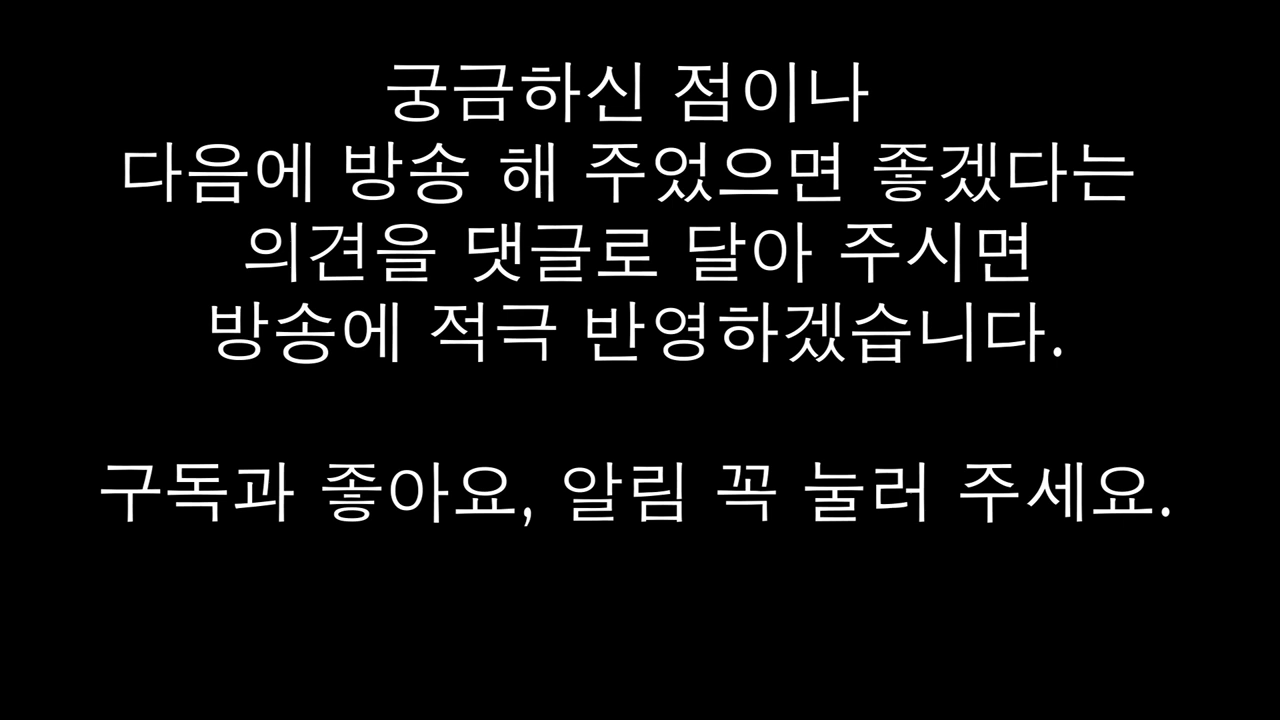 궁금하신 점이나
다음에 방송 해 주었으면 좋겠다는
의견을 댓글로 달아 주시면
방송에 적극 반영하겠습니다.
구독과 좋아요, 알림 꼭 눌러 주세요.